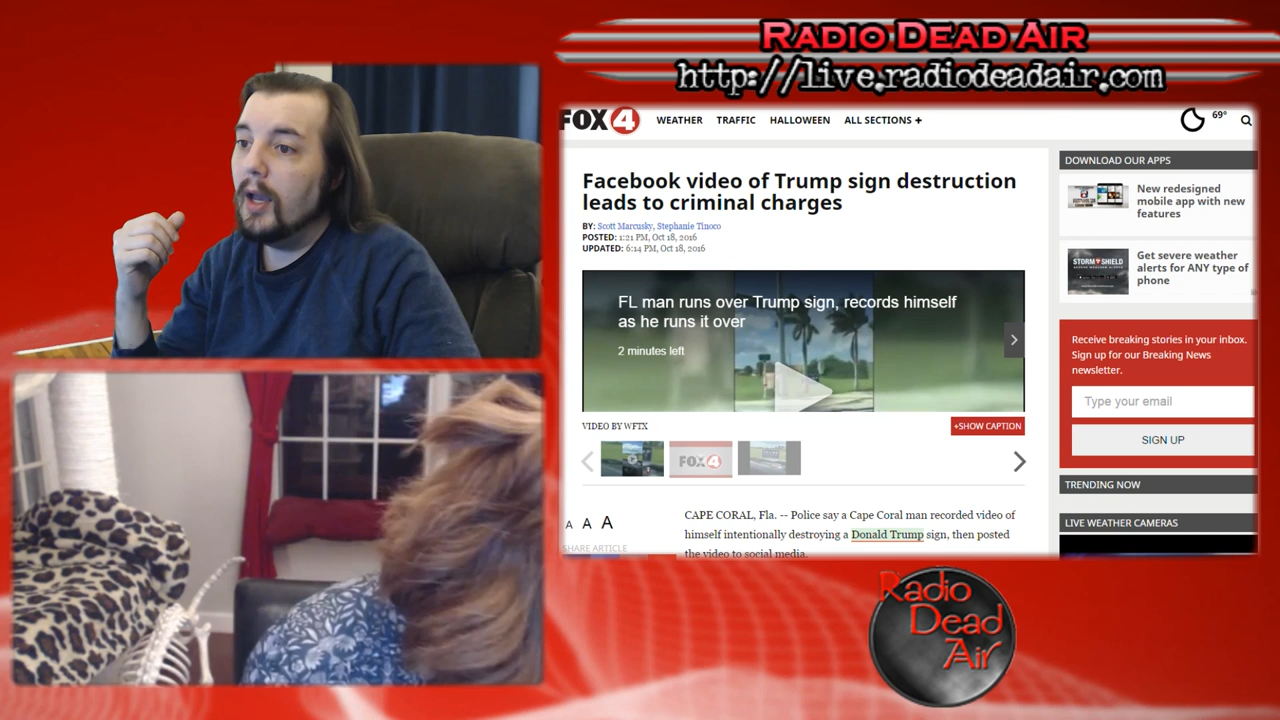 Radio Dead Air
http://live.radiodeadair.com
FOX 4
WEATHER TRAFFIC HALLOWEEN ALL SECTIONS +
69°
Facebook video of Trump sign destruction
leads to criminal charges
BY: Scott Marcusky, Stephanie Tinoco
POSTED: 1:21 PM, Oct 18, 2016
UPDATED: 6:14 PM, Oct 18, 2016
FL man runs over Trump sign, records himself
as he runs it over
2 minutes left
VIDEO BY WFTX
+SHOW CAPTION
FOX 4
A A A
SHARE ARTICLE
CAPE CORAL, Fla. -- Police say a Cape Coral man recorded video of
himself intentionally destroying a Donald Trump sign, then posted
the video to social media.
DOWNLOAD OUR APPS
New redesigned
mobile app with new
features
STORM SHIELD
Get severe weather
alerts for ANY type of
phone
Receive breaking stories in your inbox.
Sign up for our Breaking News
newsletter.
Type your email
SIGN UP
TRENDING NOW
LIVE WEATHER CAMERAS
Radio
Dead
Air